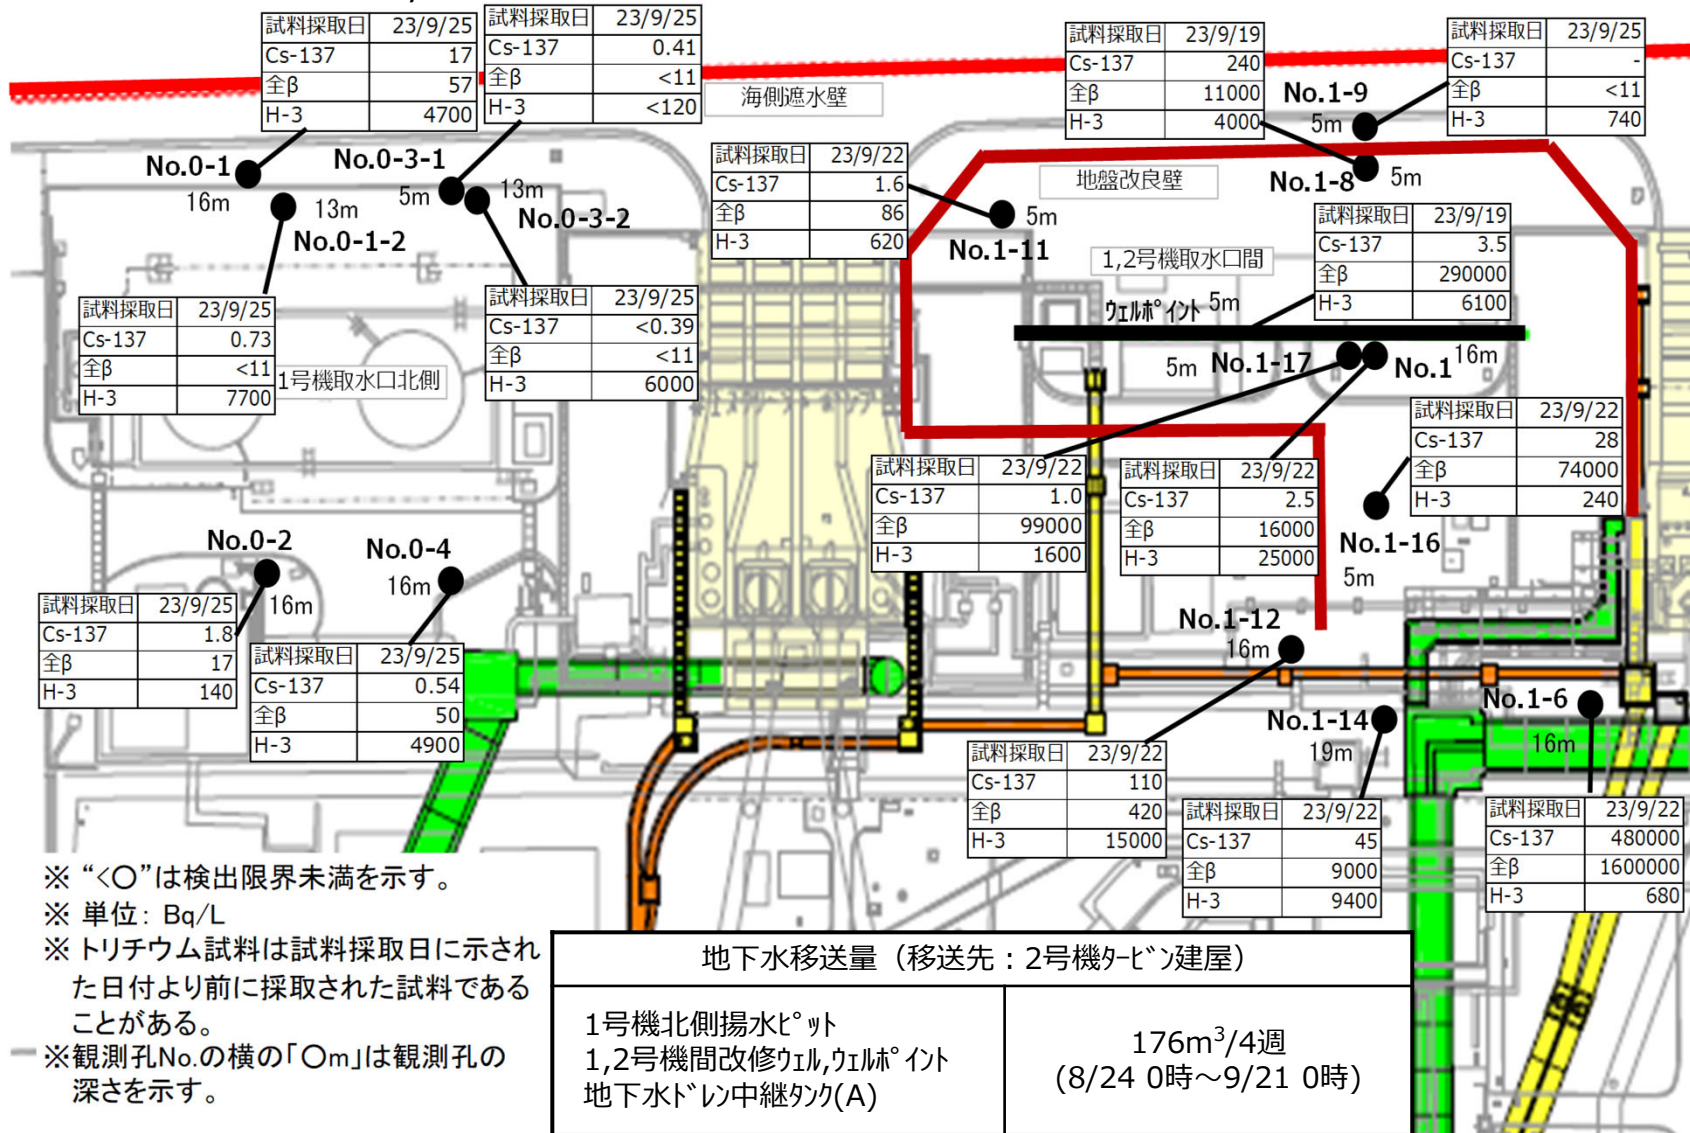 試料採取日 23/9/25
Cs-137 17
全β 57
H-3 4700
試料採取日 23/9/25
Cs-137 0.41
全β <11
H-3 <120
試料採取日 23/9/19
Cs-137 240
全β 11000
H-3 4000
試料採取日 23/9/25
Cs-137 -
全β <11
H-3 740
海側遮水壁
No.1-9
5m
No.0-1
16m
No.0-3-1
5m
13m
No.0-3-2
13m
No.0-1-2
試料採取日 23/9/22
Cs-137 1.6
全β 86
H-3 620
5m
No.1-11
地盤改良壁
No.1-8
5m
試料採取日 23/9/19
Cs-137 3.5
全β 290000
H-3 6100
1,2号機取水口間
ウェルポイント 5m
試料採取日 23/9/25
Cs-137 0.73
全β <11
H-3 7700
1号機取水口北側
試料採取日 23/9/25
Cs-137 <0.39
全β <11
H-3 6000
5m
No.1-17
No.1
16m
試料採取日 23/9/22
Cs-137 28
全β 74000
H-3 240
試料採取日 23/9/22
Cs-137 1.0
全β 99000
H-3 1600
試料採取日 23/9/22
Cs-137 2.5
全β 16000
H-3 25000
No.1-16
5m
No.0-2
16m
No.0-4
16m
試料採取日 23/9/25
Cs-137 1.8
全β 17
H-3 140
試料採取日 23/9/25
Cs-137 0.54
全β 50
H-3 4900
No.1-12
16m
No.1-14
19m
No.1-6
16m
試料採取日 23/9/22
Cs-137 110
全β 420
H-3 15000
試料採取日 23/9/22
Cs-137 45
全β 9000
H-3 9400
試料採取日 23/9/22
Cs-137 480000
全β 1600000
H-3 680
※ “<○”は検出限界未満を示す。
※ 単位: Bq/L
※ トリチウム試料は試料採取日に示され
た日付より前に採取された試料である
ことがある。
※観測孔No.の横の「○m」は観測孔の
深さを示す。
地下水移送量（移送先：2号機タービン建屋）
1号機北側揚水ピット
1,2号機間改修ウェル,ウェルポイント
地下水ドレン中継タンク(A)
176m³/4週
(8/24 0時～9/21 0時)